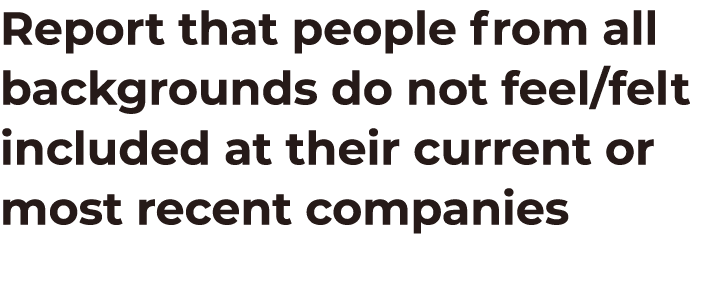 Report that people from all
backgrounds do not feel/felt
included at their current or
most recent companies